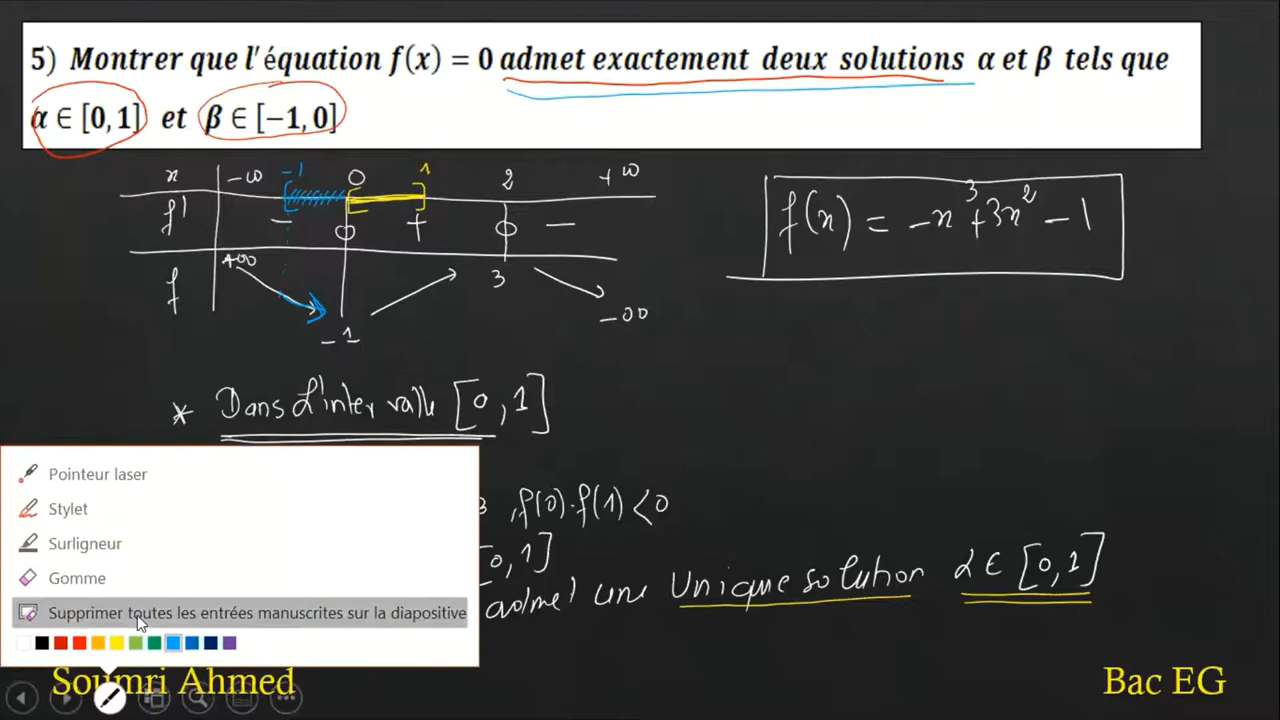 5) Montrer que l'équation f(x) = 0 admet exactement deux solutions α et β tels que
α ∈ [0, 1] et β ∈ [−1, 0]
x −∞ -1 0 1 2 +∞
f' − 0 + 0 −
f +∞ -1 3 −∞
f(x) = -x³+3x² − 1
* Dans l'intervalle [0, 1]
, f(0)·f(1) < 0
[0, 1]
admet une unique solution α ∈ [0, 1]
Pointeur laser
Stylet
Surligneur
Gomme
Supprimer toutes les entrées manuscrites sur la diapositive
Soumri Ahmed
Bac EG